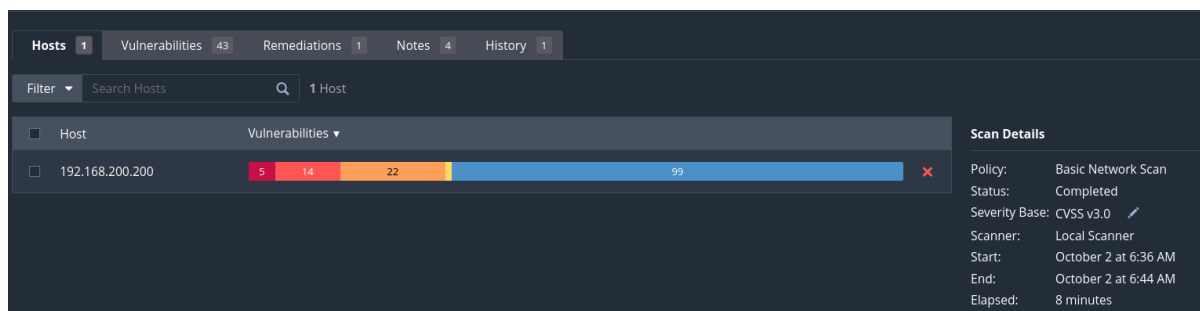 Hosts 1 Vulnerabilities 43 Remediations 1 Notes 4 History 1
Filter Search Hosts 1 Host
Host Vulnerabilities
192.168.200.200 5 14 22 99
Scan Details
Policy: Basic Network Scan
Status: Completed
Severity Base: CVSS v3.0
Scanner: Local Scanner
Start: October 2 at 6:36 AM
End: October 2 at 6:44 AM
Elapsed: 8 minutes